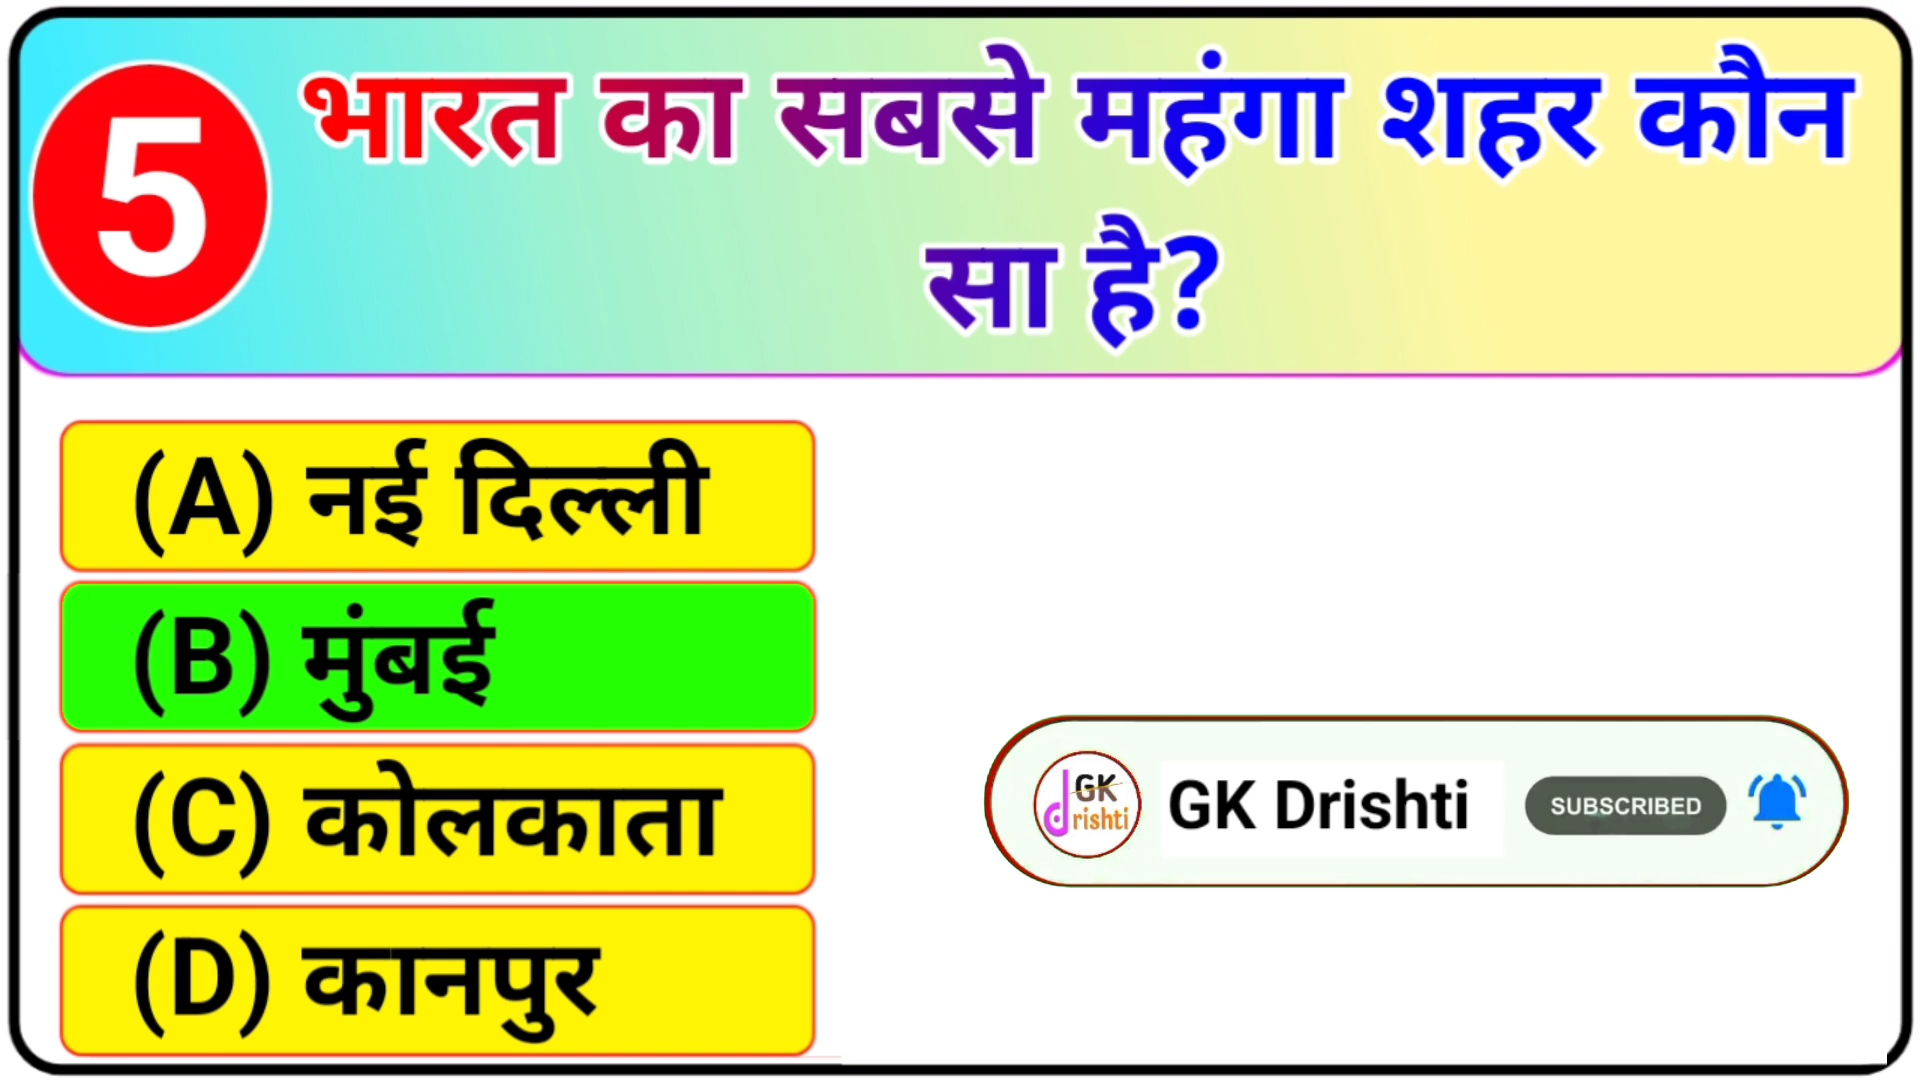 5
भारत का सबसे महंगा शहर कौन
सा है?
(A) नई दिल्ली
(B) मुंबई
(C) कोलकाता
(D) कानपुर
GK
drishti
GK Drishti
SUBSCRIBED